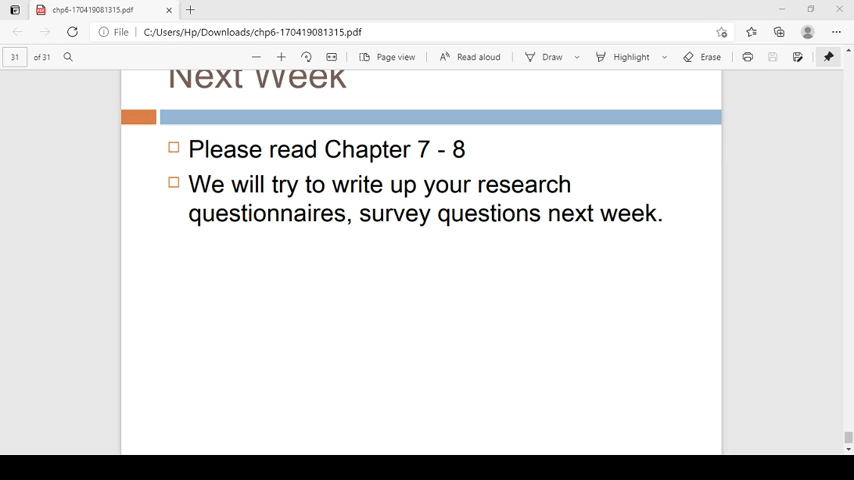 chp6-170419081315.pdf
File C:/Users/Hp/Downloads/chp6-170419081315.pdf
31 of 31 Page view Read aloud Draw Highlight Erase
Next Week
Please read Chapter 7 - 8
We will try to write up your research
questionnaires, survey questions next week.